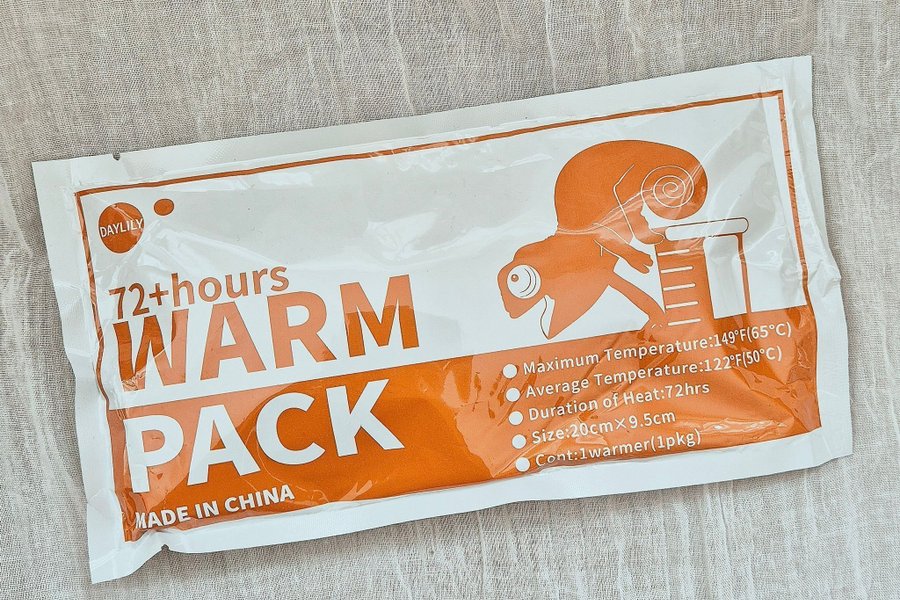 DAYLILY
72+hours
WARM
PACK
MADE IN CHINA
Maximum Temperature:149°F(65°C)
Average Temperature:122°F(50°C)
Duration of Heat:72hrs
Size:20cm×9.5cm
Cont:1warmer(1pkg)